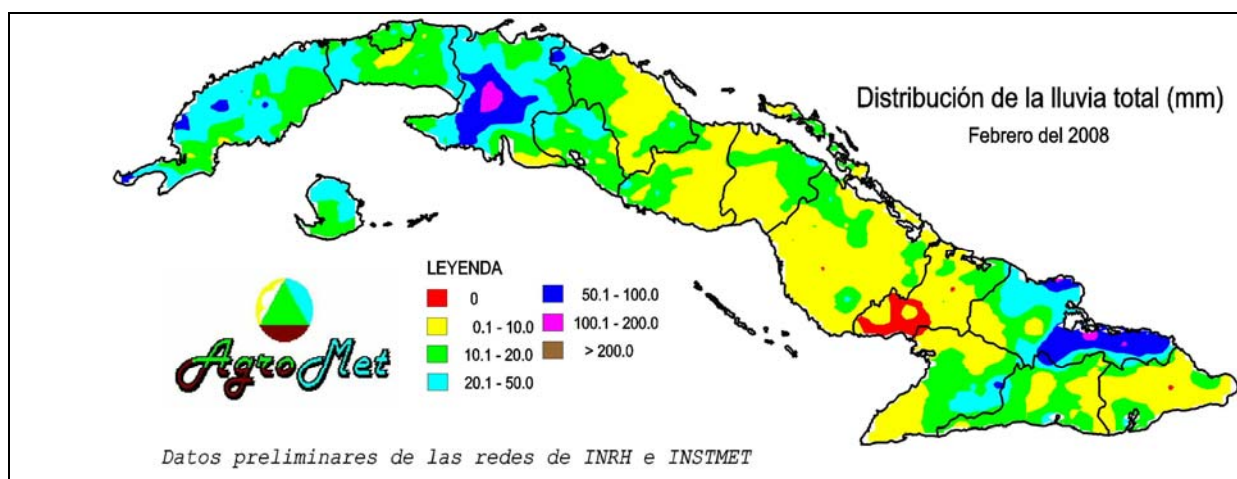 Distribución de la lluvia total (mm)
Febrero del 2008
LEYENDA
0
0.1 - 10.0
10.1 - 20.0
20.1 - 50.0
50.1 - 100.0
100.1 - 200.0
> 200.0
AgroMet
Datos preliminares de las redes de INRH e INSTMET